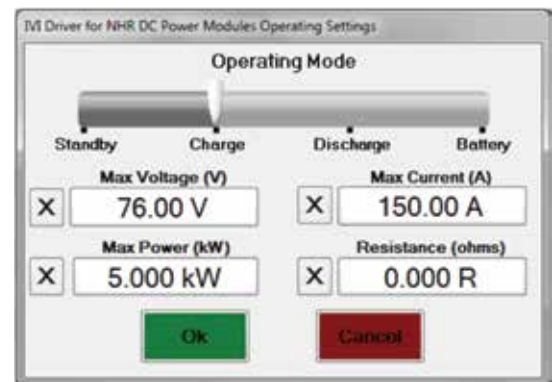 IVI Driver for NHR DC Power Modules Operating Settings
Operating Mode
Standby Charge Discharge Battery
Max Voltage (V) Max Current (A)
X 76.00 V X 150.00 A
Max Power (kW) Resistance (ohms)
X 5.000 kW X 0.000 R
Ok Cancel